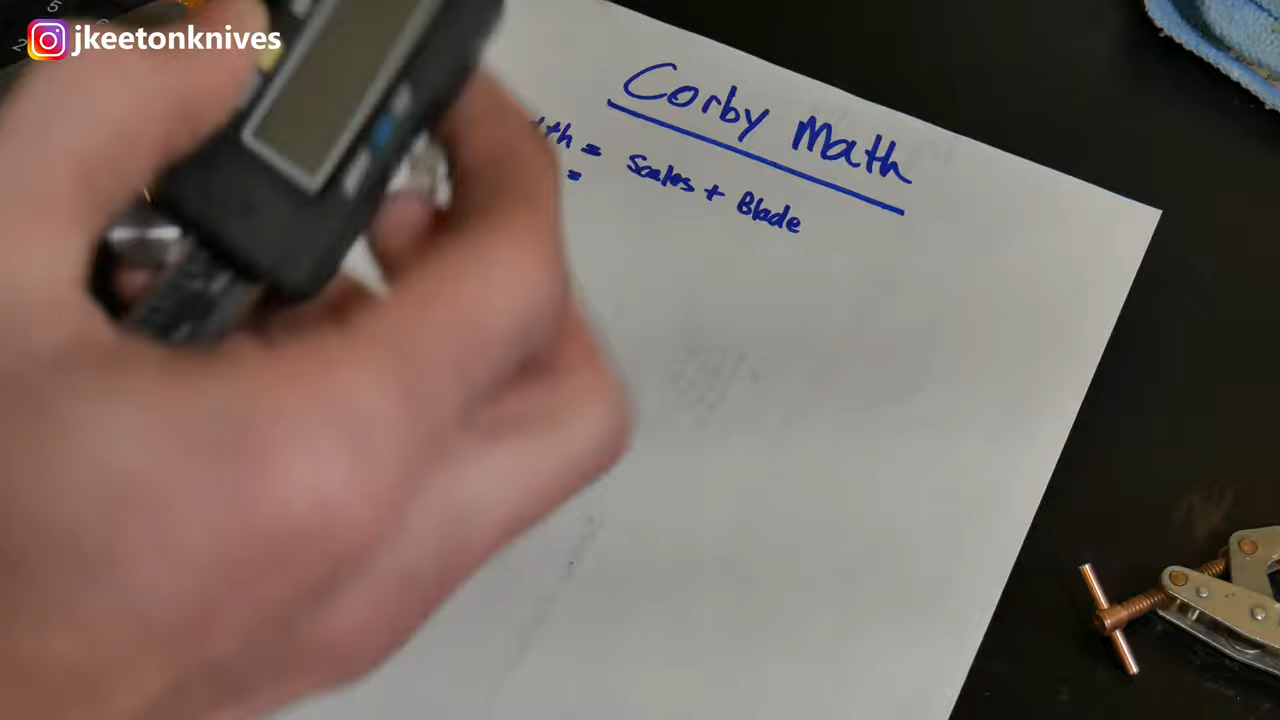 jkeetonknives
Corby Math
= Scales + Blade
=